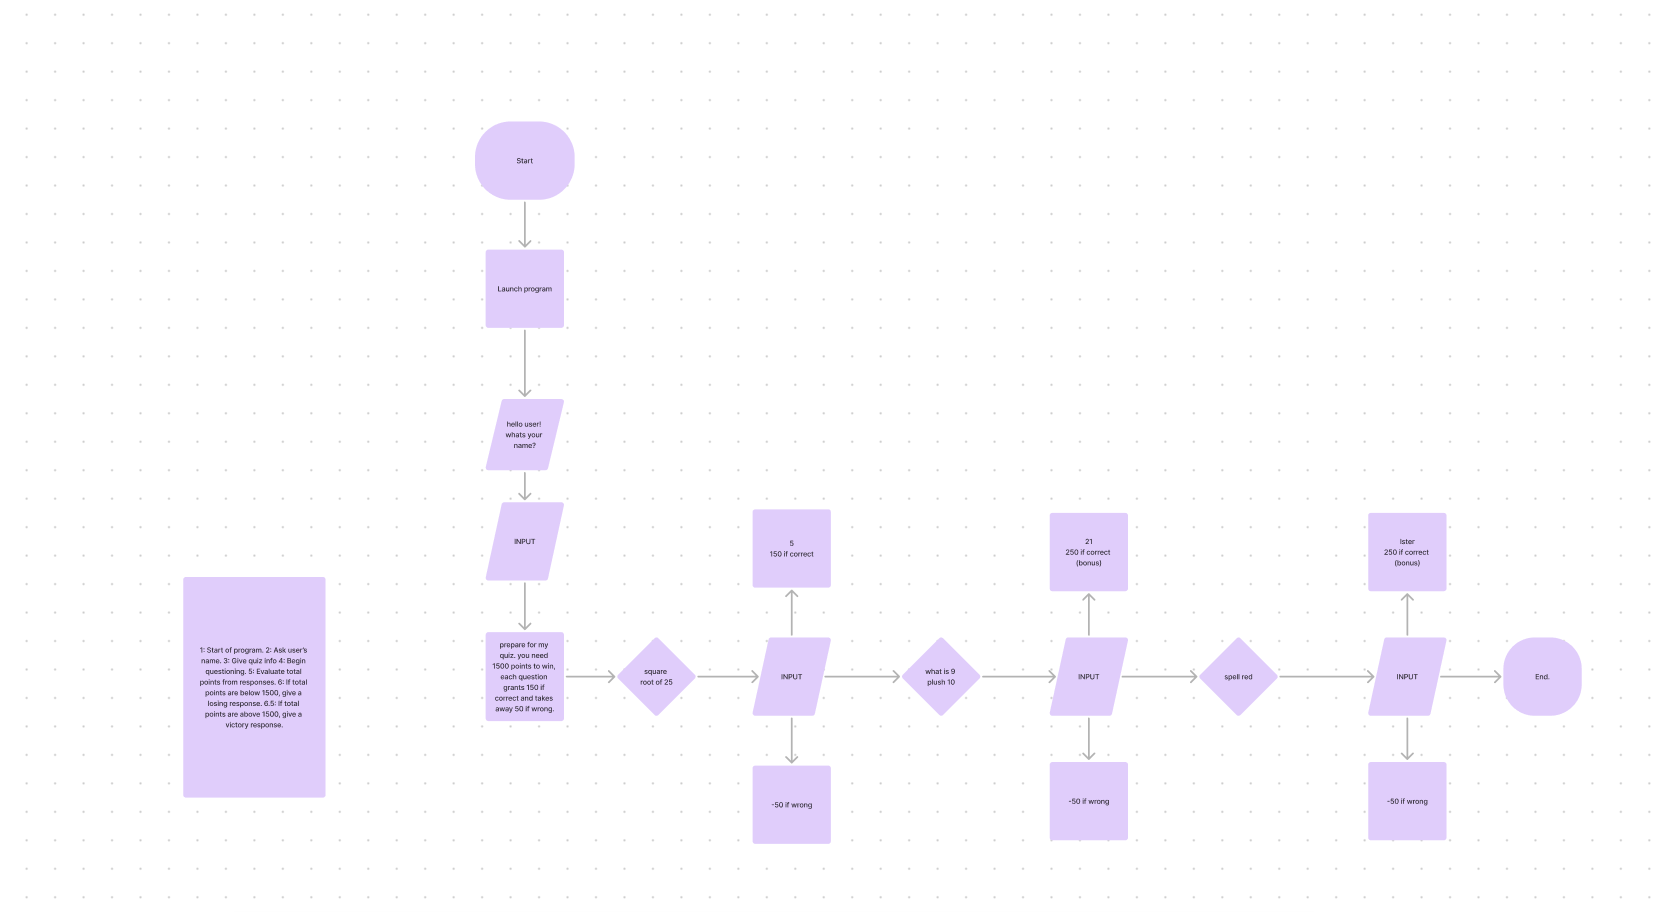 Start
Launch program
hello user!
whats your
name?
INPUT
prepare for my
quiz. you need
1500 points to win,
each question
grants 150 if
correct and takes
away 50 if wrong.
square
root of 25
INPUT
5
150 if correct
-50 if wrong
what is 9
plush 10
INPUT
21
250 if correct
(bonus)
-50 if wrong
spell red
INPUT
lster
250 if correct
(bonus)
-50 if wrong
End.
1: Start of program. 2: Ask user's
name. 3: Give quiz info 4: Begin
questioning. 5: Evaluate total
points from responses. 6: If total
points are below 1500, give a
losing response. 6.5: If total
points are above 1500, give a
victory response.